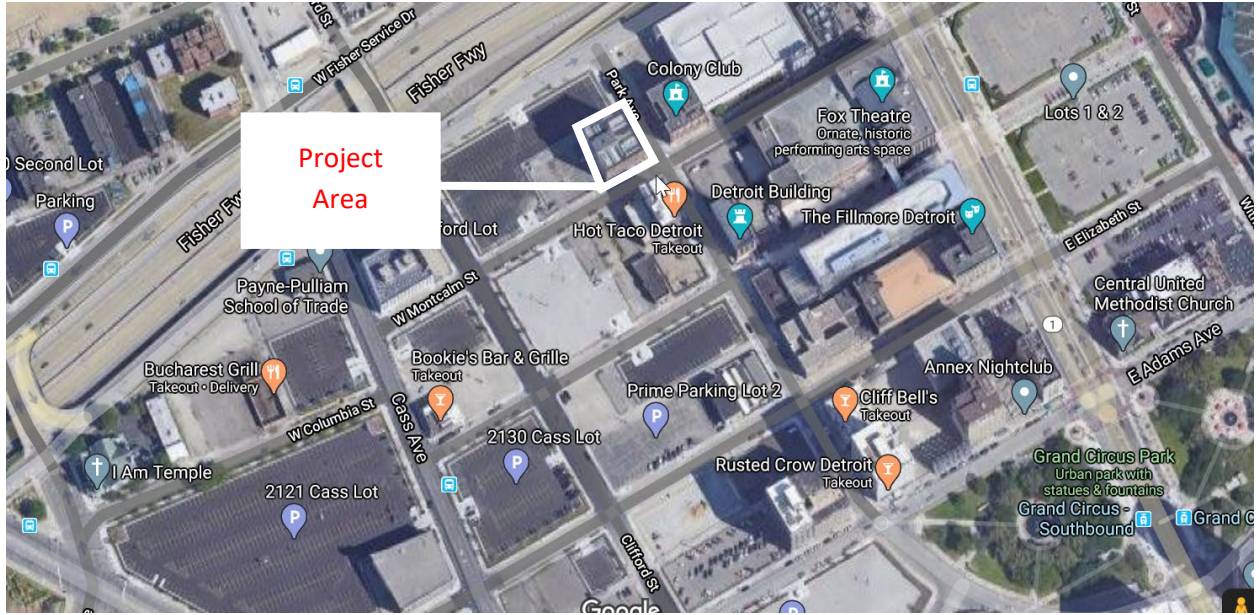 W Fisher Service Dr
Fisher Fwy
Park Ave
Colony Club
Fox Theatre
Ornate, historic
performing arts space
Lots 1 & 2
Project
Area
Second Lot
Parking
P
Fisher Fw
ford Lot
Hot Taco Detroit
Takeout
Detroit Building
The Fillmore Detroit
E Elizabeth St
Payne-Pulliam
School of Trade
W Montcalm St
Central United
Methodist Church
1
E Adams Ave
Bucharest Grill
Takeout • Delivery
Bookie's Bar & Grille
Takeout
Prime Parking Lot 2
P
Annex Nightclub
Cliff Bell's
Takeout
W Columbia St
Cass Ave
2130 Cass Lot
P
I Am Temple
2121 Cass Lot
P
Rusted Crow Detroit
Takeout
Grand Circus Park
Urban park with
statues & fountains
Grand Circus -
Southbound
Grand C
Clifford St
Google
P